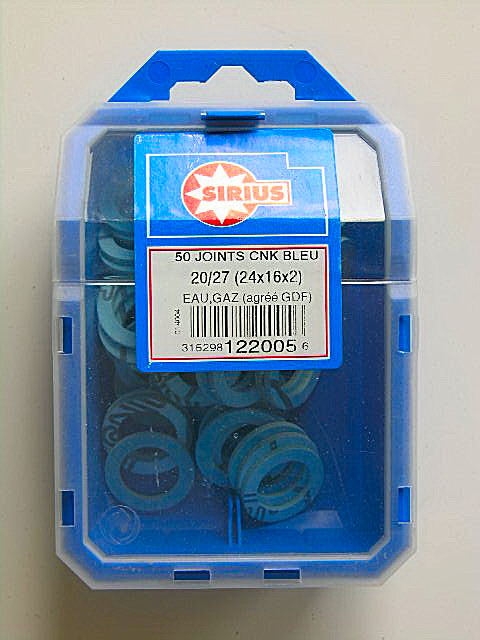 SIRIUS
50 JOINTS CNK BLEU
20/27 (24x16x2)
EAU,GAZ (agréé GDF)
315298 122005 6